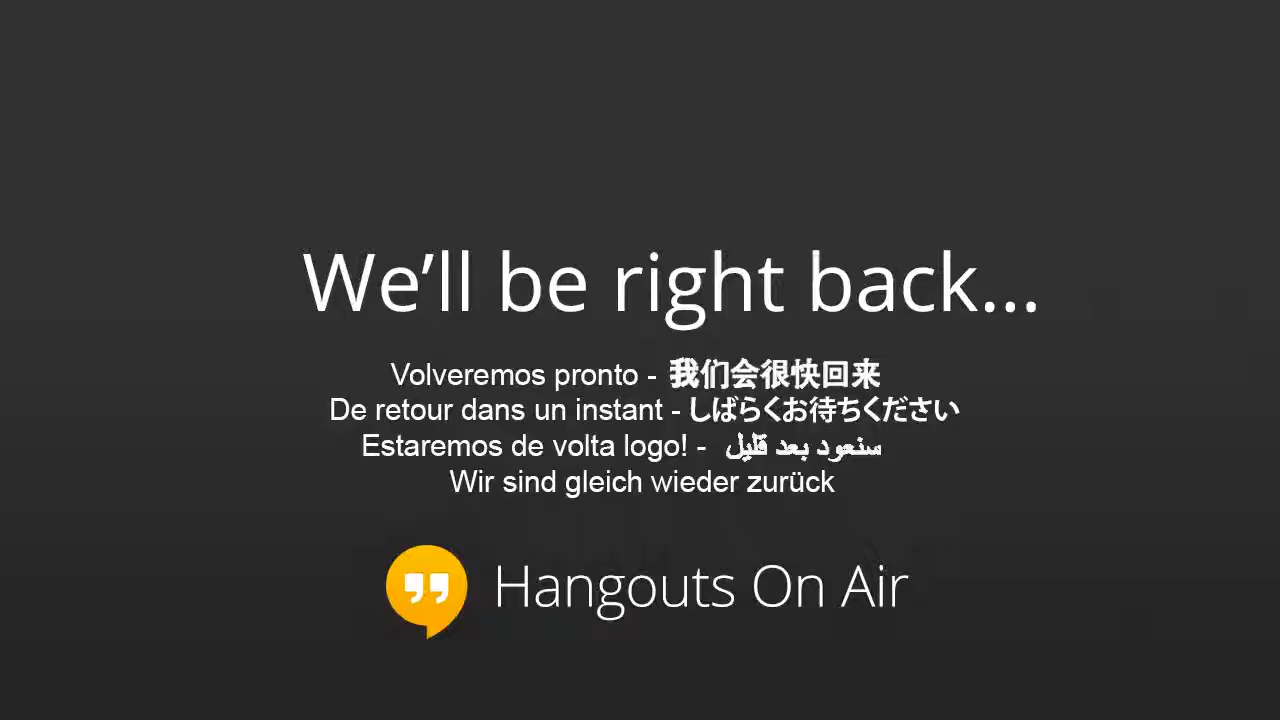 We’ll be right back...
Volveremos pronto - 我们会很快回来
De retour dans un instant - しばらくお待ちください
Estaremos de volta logo! - سنعود بعد قليل
Wir sind gleich wieder zurück
Hangouts On Air